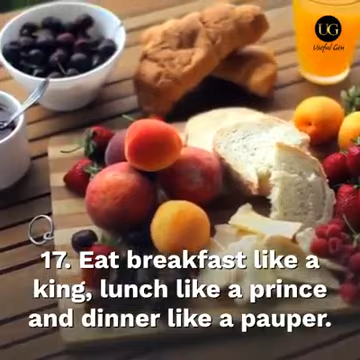 UG
Useful Gen
17. Eat breakfast like a
king, lunch like a prince
and dinner like a pauper.